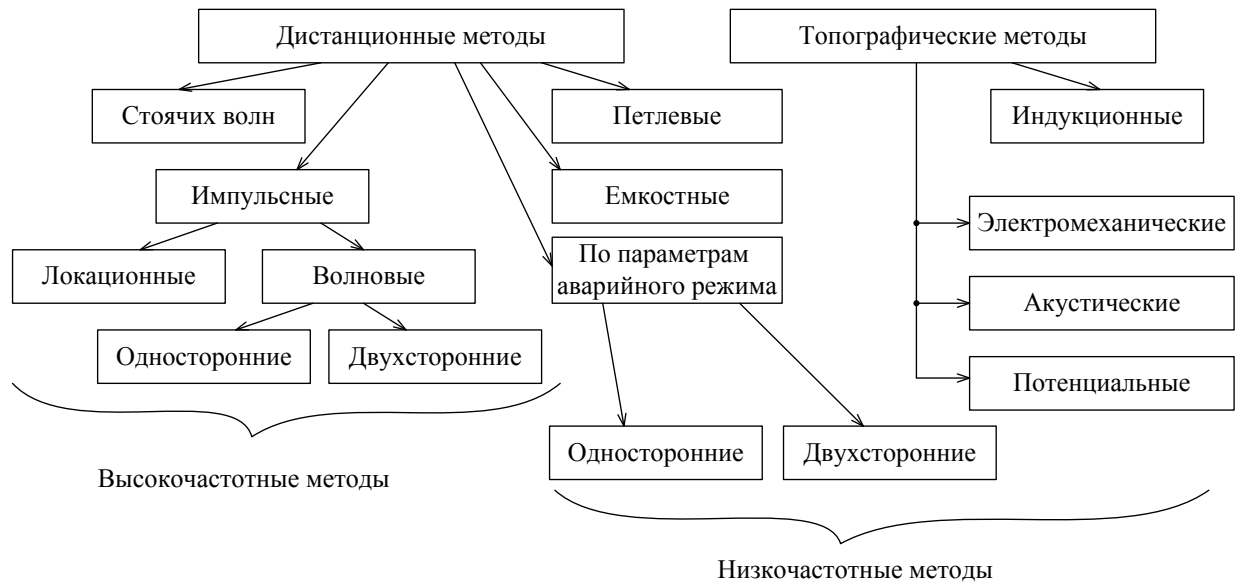 Дистанционные методы
Топографические методы
Стоячих волн
Петлевые
Индукционные
Импульсные
Емкостные
Электромеханические
Локационные
Волновые
По параметрам
аварийного режима
Акустические
Односторонние
Двухсторонние
Потенциальные
Односторонние
Двухсторонние
Высокочастотные методы
Низкочастотные методы